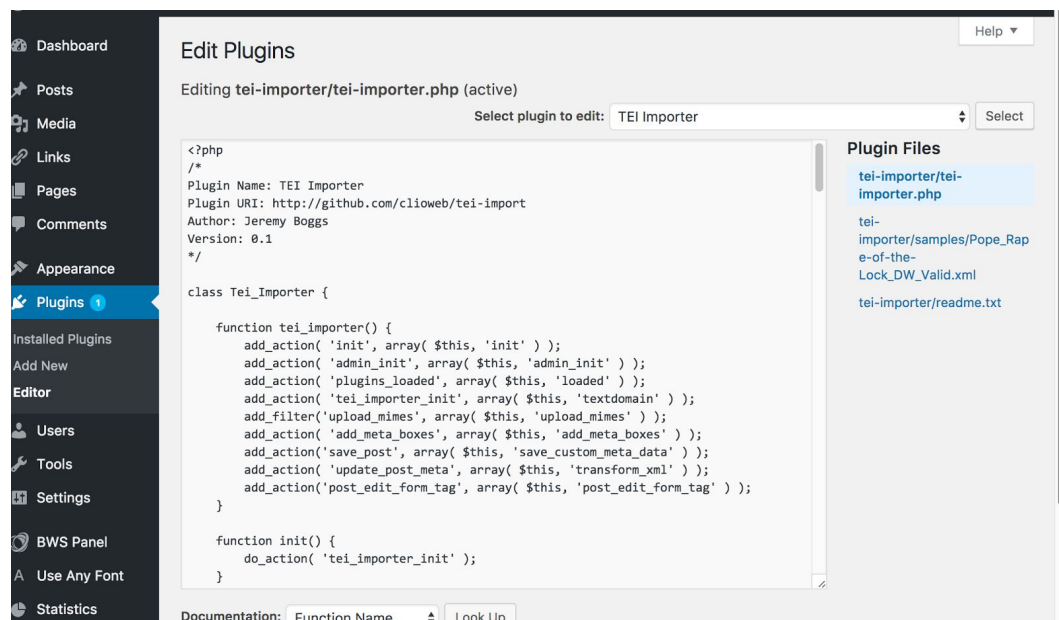 Help ▼
Dashboard
Posts
Media
Links
Pages
Comments
Appearance
Plugins 1
Installed Plugins
Add New
Editor
Users
Tools
Settings
BWS Panel
Use Any Font
Statistics
Edit Plugins
Editing tei-importer/tei-importer.php (active)
Select plugin to edit: TEI Importer Select
<?php
/*
Plugin Name: TEI Importer
Plugin URI: http://github.com/clioweb/tei-import
Author: Jeremy Boggs
Version: 0.1
*/
class Tei_Importer {
function tei_importer() {
add_action( 'init', array( $this, 'init' ) );
add_action( 'admin_init', array( $this, 'admin_init' ) );
add_action( 'plugins_loaded', array( $this, 'loaded' ) );
add_action( 'tei_importer_init', array( $this, 'textdomain' ) );
add_filter('upload_mimes', array( $this, 'upload_mimes' ) );
add_action( 'add_meta_boxes', array( $this, 'add_meta_boxes' ) );
add_action('save_post', array( $this, 'save_custom_meta_data' ) );
add_action( 'update_post_meta', array( $this, 'transform_xml' ) );
add_action('post_edit_form_tag', array( $this, 'post_edit_form_tag' ) );
}
function init() {
do_action( 'tei_importer_init' );
}
Plugin Files
tei-importer/tei-
importer.php
tei-
importer/samples/Pope_Rap
e-of-the-
Lock_DW_Valid.xml
tei-importer/readme.txt
Documentation: Function Name Look Up